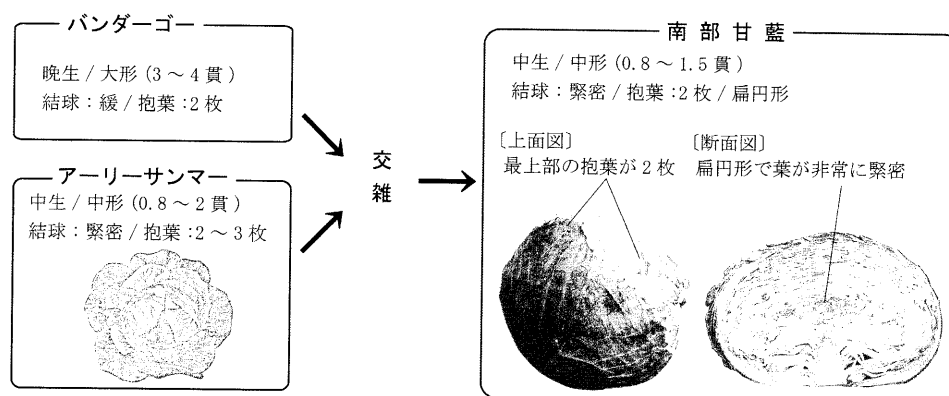 バンダーゴー
晩生 / 大形 (3 〜 4 貫)
結球 : 緩 / 抱葉 : 2 枚
アーリーサンマー
中生 / 中形 (0.8 〜 2 貫)
結球 : 緊密 / 抱葉 : 2 〜 3 枚
交雑
南部甘藍
中生 / 中形 (0.8 〜 1.5 貫)
結球 : 緊密 / 抱葉 : 2 枚 / 扁円形
〔上面図〕
最上部の抱葉が 2 枚
〔断面図〕
扁円形で葉が非常に緊密